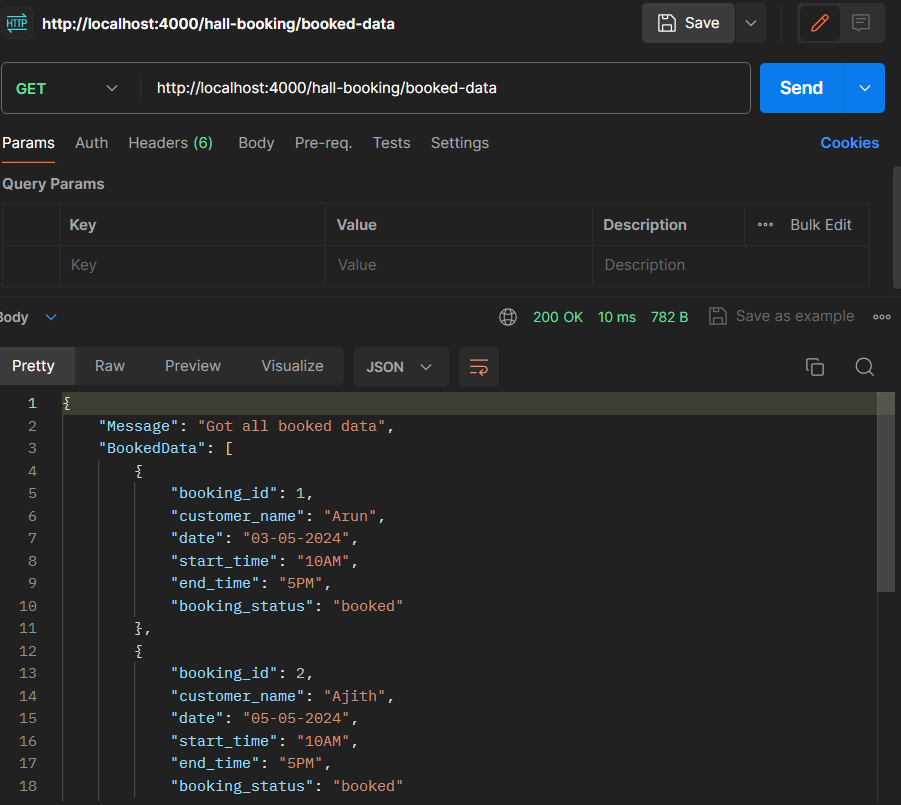 HTTP http://localhost:4000/hall-booking/booked-data Save
GET http://localhost:4000/hall-booking/booked-data Send
Params Auth Headers (6) Body Pre-req. Tests Settings Cookies
Query Params
Key Value Description ••• Bulk Edit
Key Value Description
Body 200 OK 10 ms 782 B Save as example
Pretty Raw Preview Visualize JSON
1 {
2 "Message": "Got all booked data",
3 "BookedData": [
4 {
5 "booking_id": 1,
6 "customer_name": "Arun",
7 "date": "03-05-2024",
8 "start_time": "10AM",
9 "end_time": "5PM",
10 "booking_status": "booked"
11 },
12 {
13 "booking_id": 2,
14 "customer_name": "Ajith",
15 "date": "05-05-2024",
16 "start_time": "10AM",
17 "end_time": "5PM",
18 "booking_status": "booked"